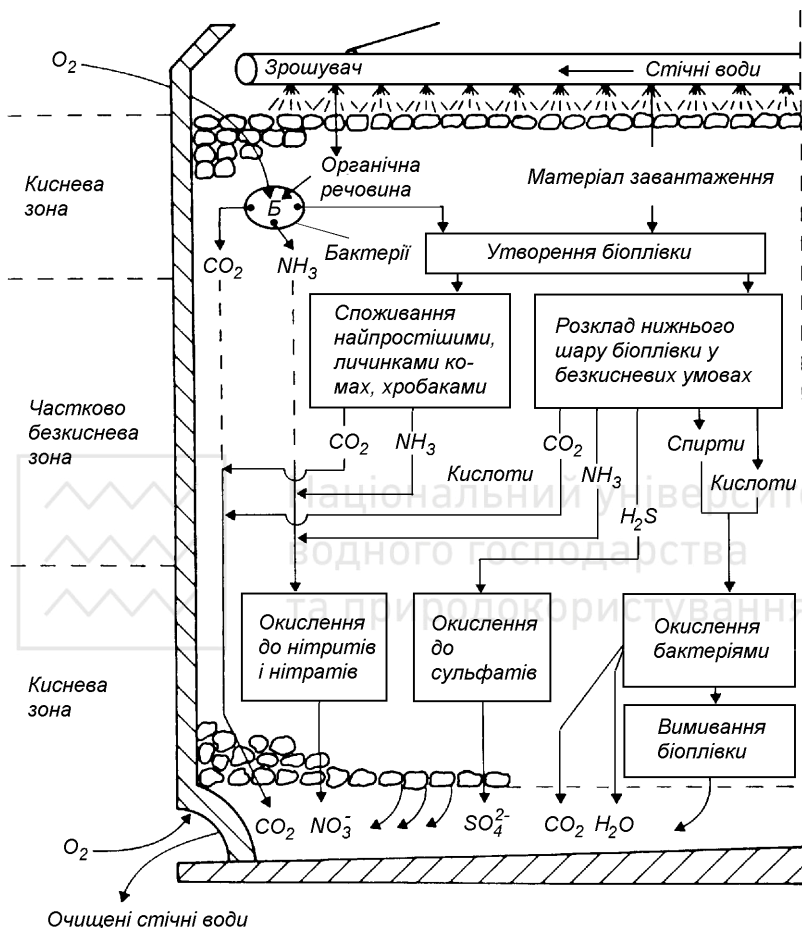 O₂
Зрошувач
Стічні води
Киснева
зона
Органічна
речовина
Матеріал завантаження
Б
Бактерії
CO₂
NH₃
Утворення біоплівки
Споживання
найпростішими,
личинками ко-
мах, хробаками
Розклад нижнього
шару біоплівки у
безкисневих умовах
Частково
безкиснева
зона
CO₂
NH₃
CO₂
NH₃
H₂S
Спирти
Кислоти
Кислоти
Національний університе
водного господарства
та природокористування
Окислення
до нітритів
і нітратів
Окислення
до
сульфатів
Окислення
бактеріями
Киснева
зона
Вимивання
біоплівки
CO₂
NO₃⁻
SO₄²⁻
CO₂
H₂O
O₂
Очищені стічні води